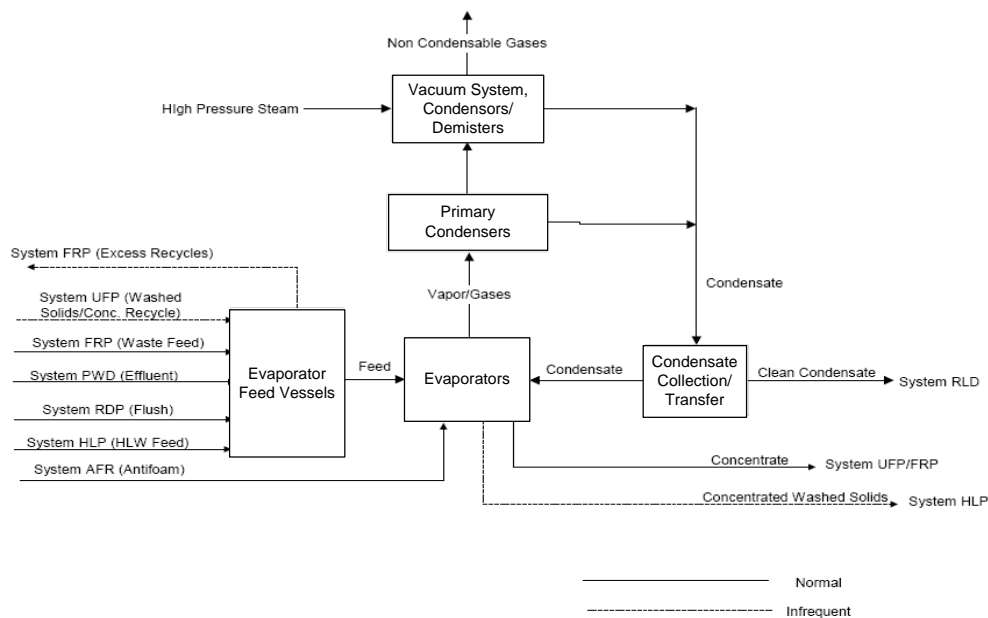 Non Condensable Gases
Vacuum System,
Condensors/
Demisters
HIgh Pressure Steam
Primary
Condensers
System FRP (Excess Recycles)
Condensate
Vapor/Gases
System UFP (Washed
Solids/Conc. Recycle)
System FRP (Waste Feed)
System PWD (Effluent)
System RDP (Flush)
System HLP (HLW Feed)
System AFR (Antifoam)
Evaporator
Feed Vessels
Feed
Evaporators
Condensate
Condensate
Collection/
Transfer
Clean Condensate
System RLD
Concentrate
System UFP/FRP
Concentrated Washed Solids
System HLP
Normal
Infrequent